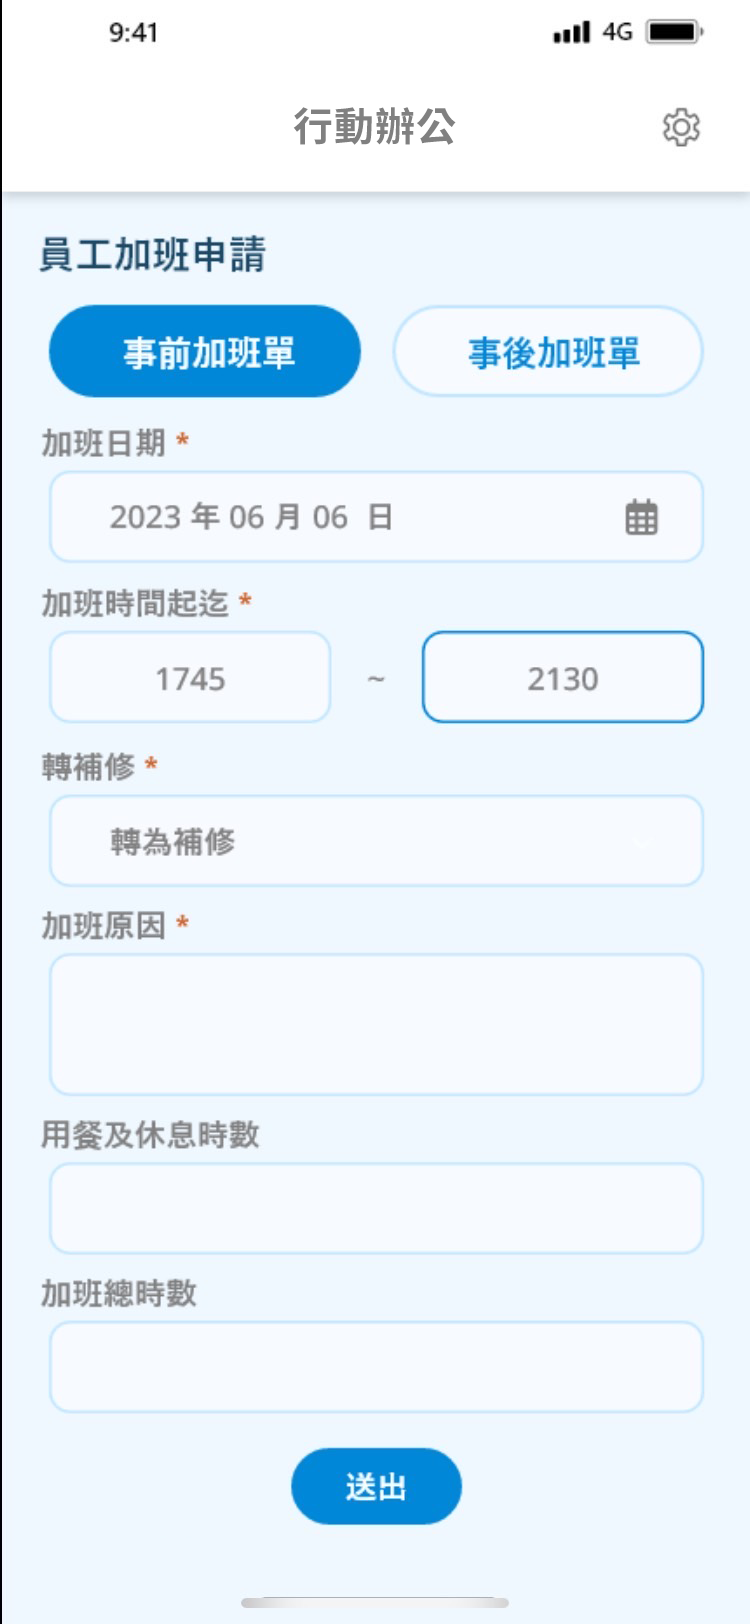 9:41 4G
行動辦公
員工加班申請
事前加班單 事後加班單
加班日期 *
2023 年 06 月 06 日
加班時間起迄 *
1745 ~ 2130
轉補修 *
轉為補修
加班原因 *
用餐及休息時數
加班總時數
送出